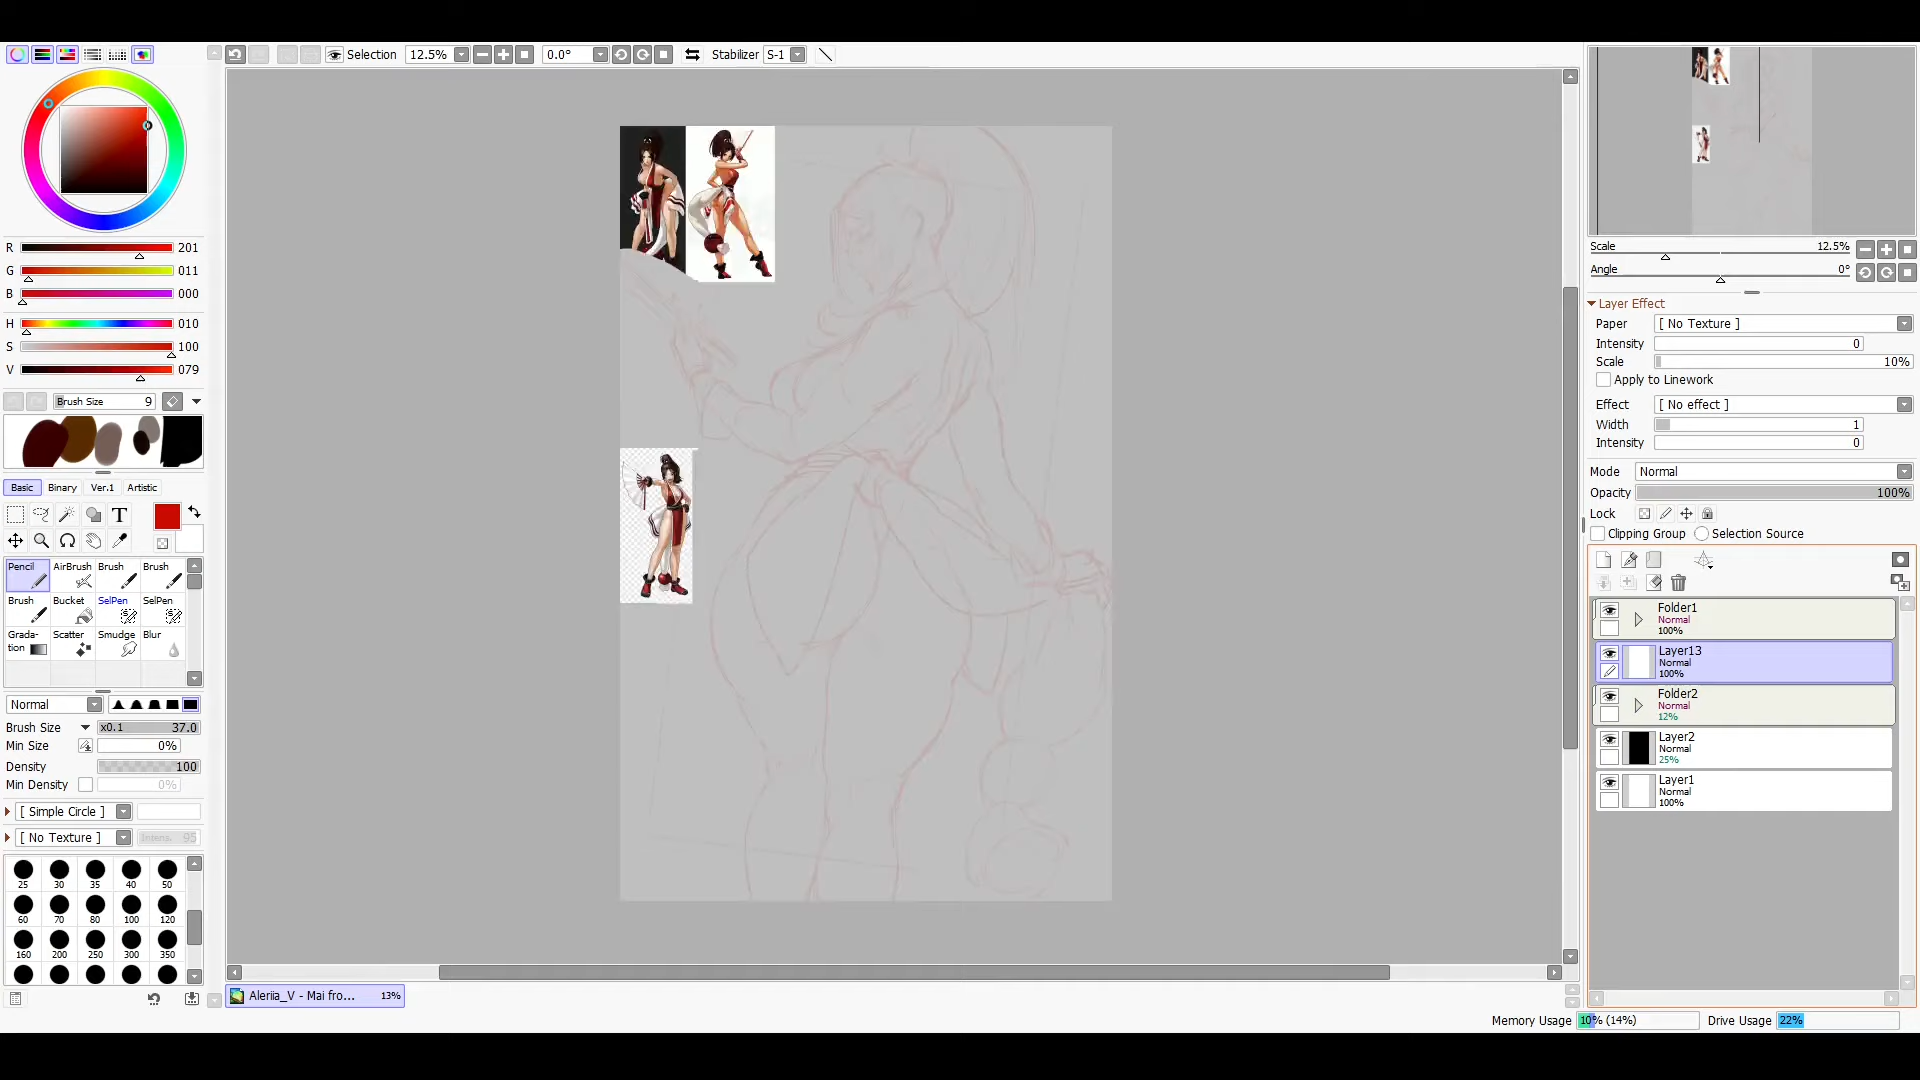 Selection 12.5% 0.0° Stabilizer S-1
R 201
G 011
B 000
H 010
S 100
V 079
Brush Size 9
Basic Binary Ver.1 Artistic
T
Pencil AirBrush Brush Brush
Brush Bucket SelPen SelPen
Grada-tion Scatter Smudge Blur
Normal
Brush Size x0.1 37.0
Min Size 0%
Density 100
Min Density 0%
[ Simple Circle ]
[ No Texture ] Intens. 95
25 30 35 40 50
60 70 80 100 120
160 200 250 300 350
Aleriia_V - Mai fro... 13%
Scale 12.5%
Angle 0°
Layer Effect
Paper [ No Texture ]
Intensity 0
Scale 10%
Apply to Linework
Effect [ No effect ]
Width 1
Intensity 0
Mode Normal
Opacity 100%
Lock
Clipping Group Selection Source
Folder1
Normal
100%
Layer13
Normal
100%
Folder2
Normal
12%
Layer2
Normal
25%
Layer1
Normal
100%
Memory Usage 10% (14%) Drive Usage 22%